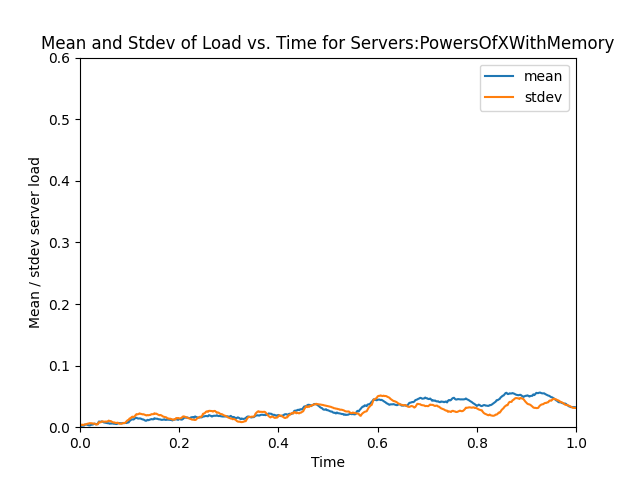 Mean and Stdev of Load vs. Time for Servers:PowersOfXWithMemory
mean
stdev
Mean / stdev server load
0.6
0.5
0.4
0.3
0.2
0.1
0.0
0.0 0.2 0.4 0.6 0.8 1.0
Time